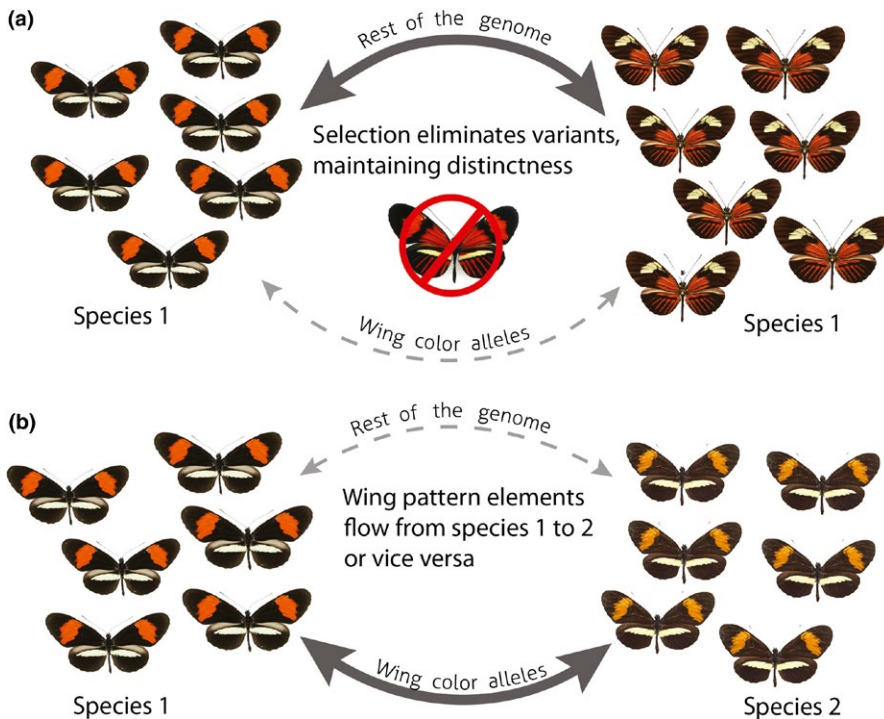 (a)
Rest of the genome
Selection eliminates variants,
maintaining distinctness
Wing color alleles
Species 1
Species 1
(b)
Rest of the genome
Wing pattern elements
flow from species 1 to 2
or vice versa
Wing color alleles
Species 1
Species 2